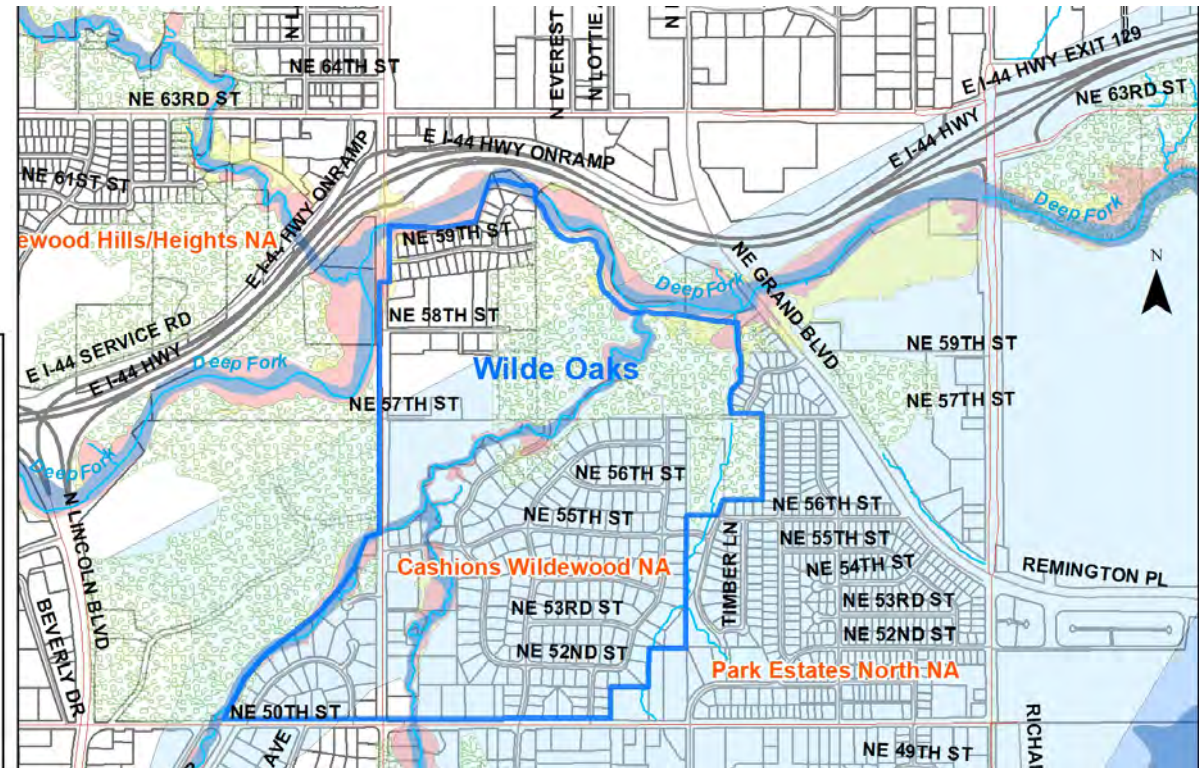 N EVEREST
N LOTTIE
NE 64TH ST
E I-44 HWY EXIT 129
NE 63RD ST
NE 63RD ST
E I-44 HWY ONRAMP
E I-44 HWY
NE 61ST ST
E I-44 HWY ONRAMP
Deep Fork
ewood Hills/Heights NA
NE 59TH ST
NE GRAND BLVD
N
Deep Fork
NE 58TH ST
E I-44 SERVICE RD
E I-44 HWY
NE 59TH ST
Deep Fork
Wilde Oaks
NE 57TH ST
NE 57TH ST
Deep Fork
NE 56TH ST
N LINCOLN BLVD
NE 55TH ST
NE 56TH ST
NE 55TH ST
Cashions Wildewood NA
TIMBER LN
NE 54TH ST
REMINGTON PL
BEVERLY DR
NE 53RD ST
NE 53RD ST
NE 52ND ST
NE 52ND ST
Park Estates North NA
NE 50TH ST
AVE
NE 49TH ST
RICHA